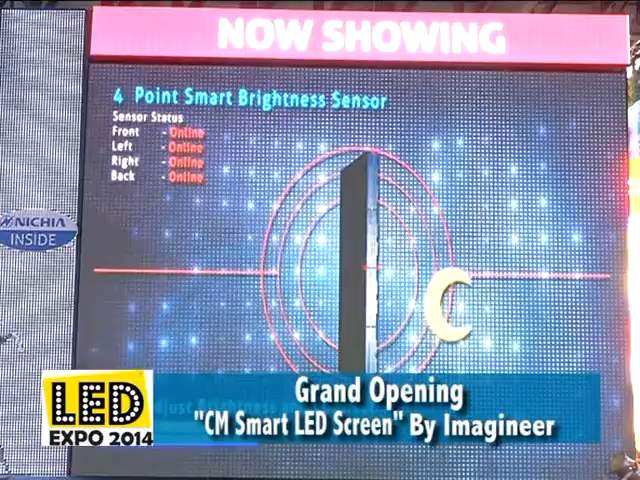 NOW SHOWING
4 Point Smart Brightness Sensor
Sensor Status
Front - Online
Left - Online
Right - Online
Back - Online
NICHIA
INSIDE
LED
EXPO 2014
Grand Opening
"CM Smart LED Screen" By Imagineer